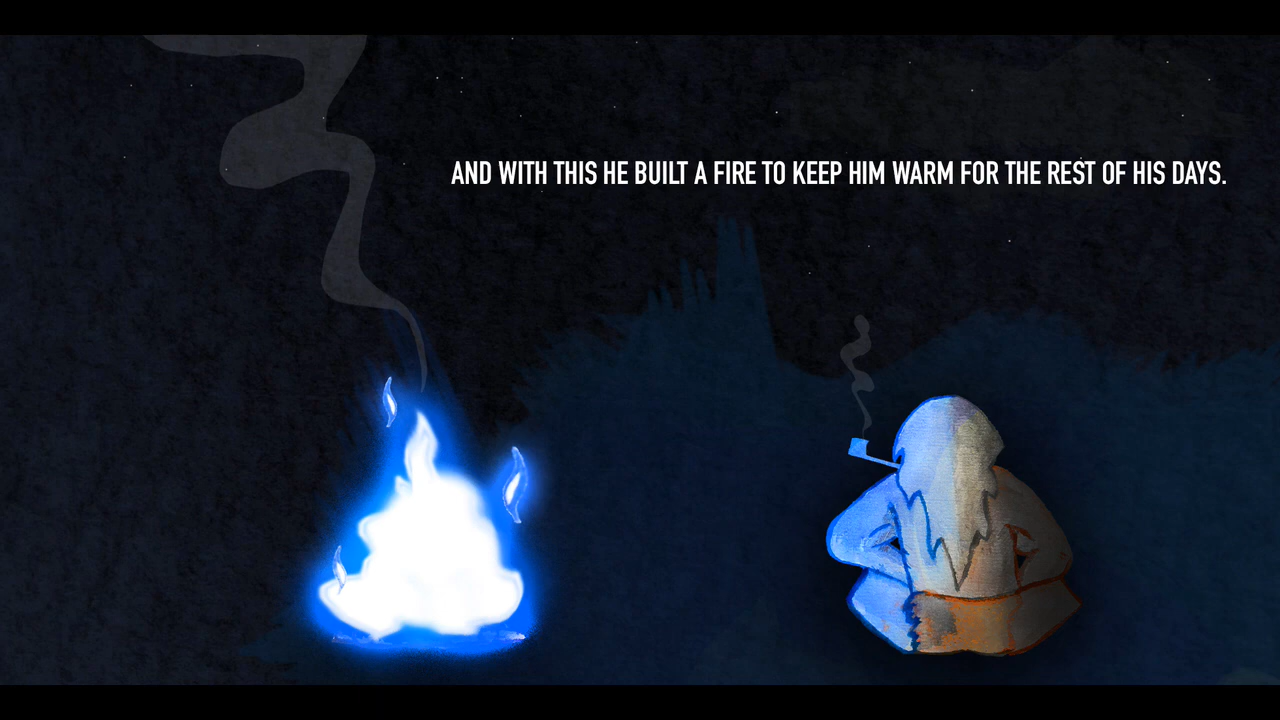 AND WITH THIS HE BUILT A FIRE TO KEEP HIM WARM FOR THE REST OF HIS DAYS.